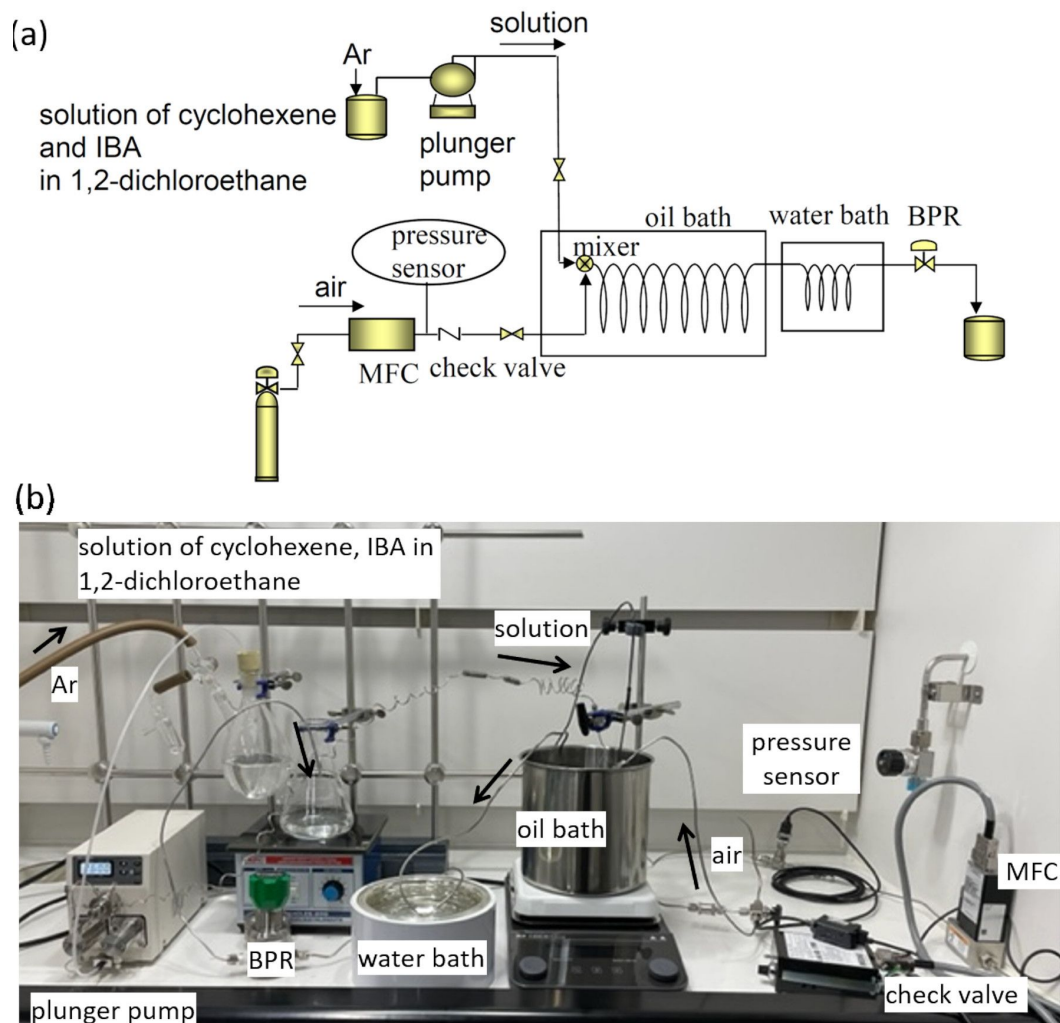 (a)
solution
Ar
solution of cyclohexene
and IBA
in 1,2-dichloroethane
plunger
pump
oil bath
water bath
BPR
mixer
pressure
sensor
air
MFC
check valve
(b)
solution of cyclohexene, IBA in
1,2-dichloroethane
solution
Ar
pressure
sensor
oil bath
air
MFC
BPR
water bath
check valve
plunger pump